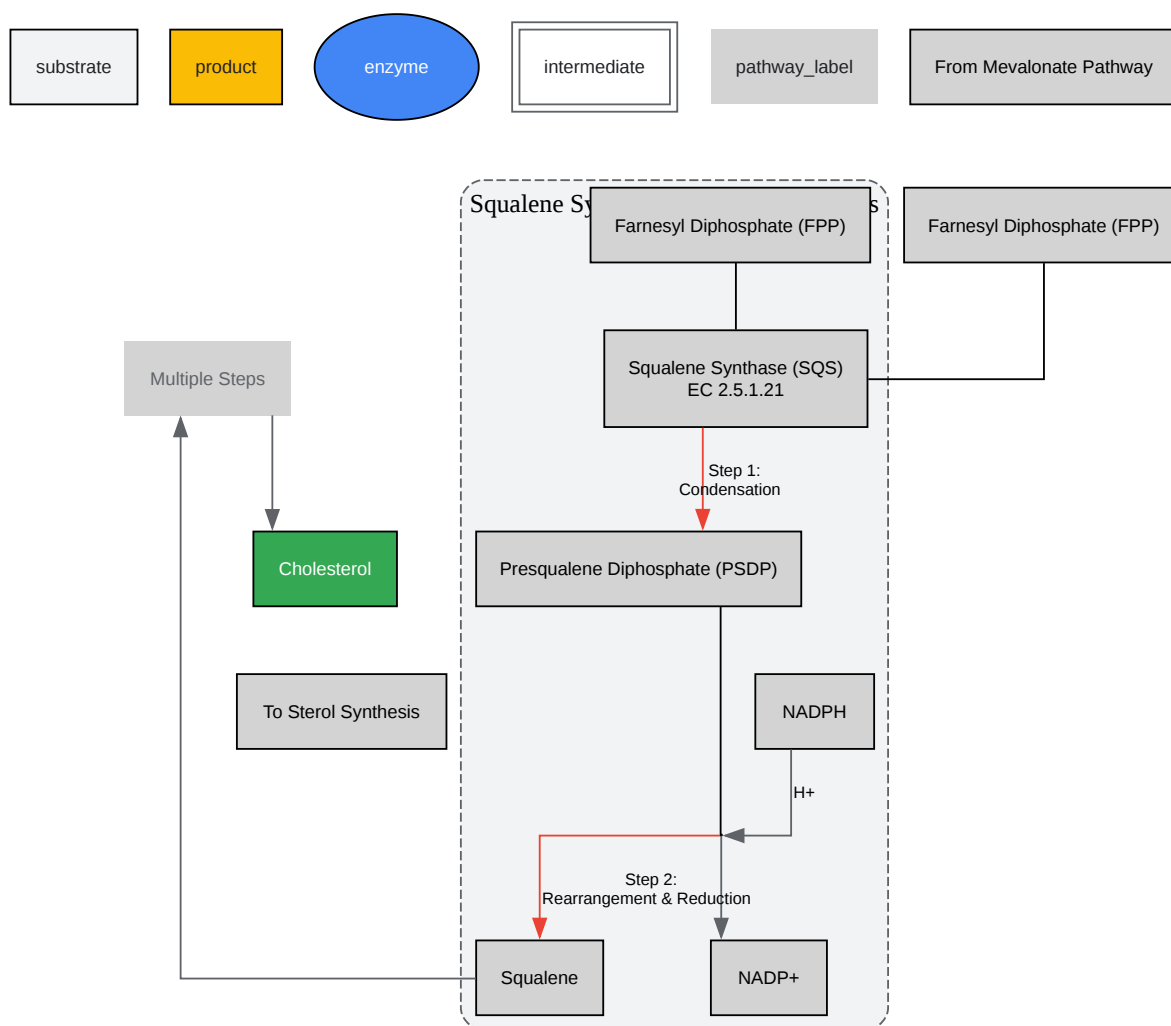 substrate
product
enzyme
intermediate
pathway_label
From Mevalonate Pathway
Squalene Sy
s
Farnesyl Diphosphate (FPP)
Farnesyl Diphosphate (FPP)
Squalene Synthase (SQS)
EC 2.5.1.21
Multiple Steps
Step 1:
Condensation
Cholesterol
Presqualene Diphosphate (PSDP)
To Sterol Synthesis
NADPH
H+
Step 2:
Rearrangement & Reduction
Squalene
NADP+